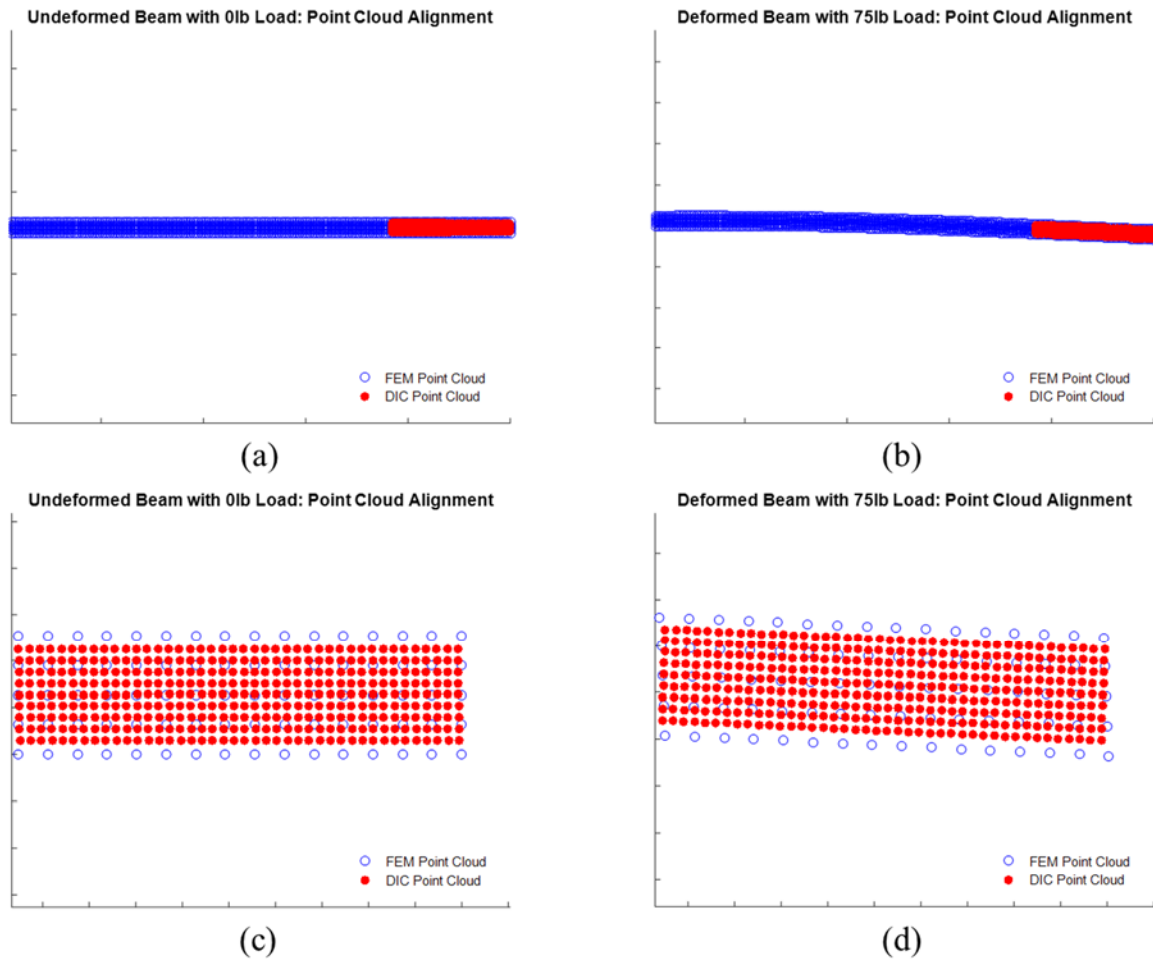 Undeformed Beam with 0lb Load: Point Cloud Alignment
FEM Point Cloud
DIC Point Cloud
(a)
Deformed Beam with 75lb Load: Point Cloud Alignment
FEM Point Cloud
DIC Point Cloud
(b)
Undeformed Beam with 0lb Load: Point Cloud Alignment
FEM Point Cloud
DIC Point Cloud
(c)
Deformed Beam with 75lb Load: Point Cloud Alignment
FEM Point Cloud
DIC Point Cloud
(d)